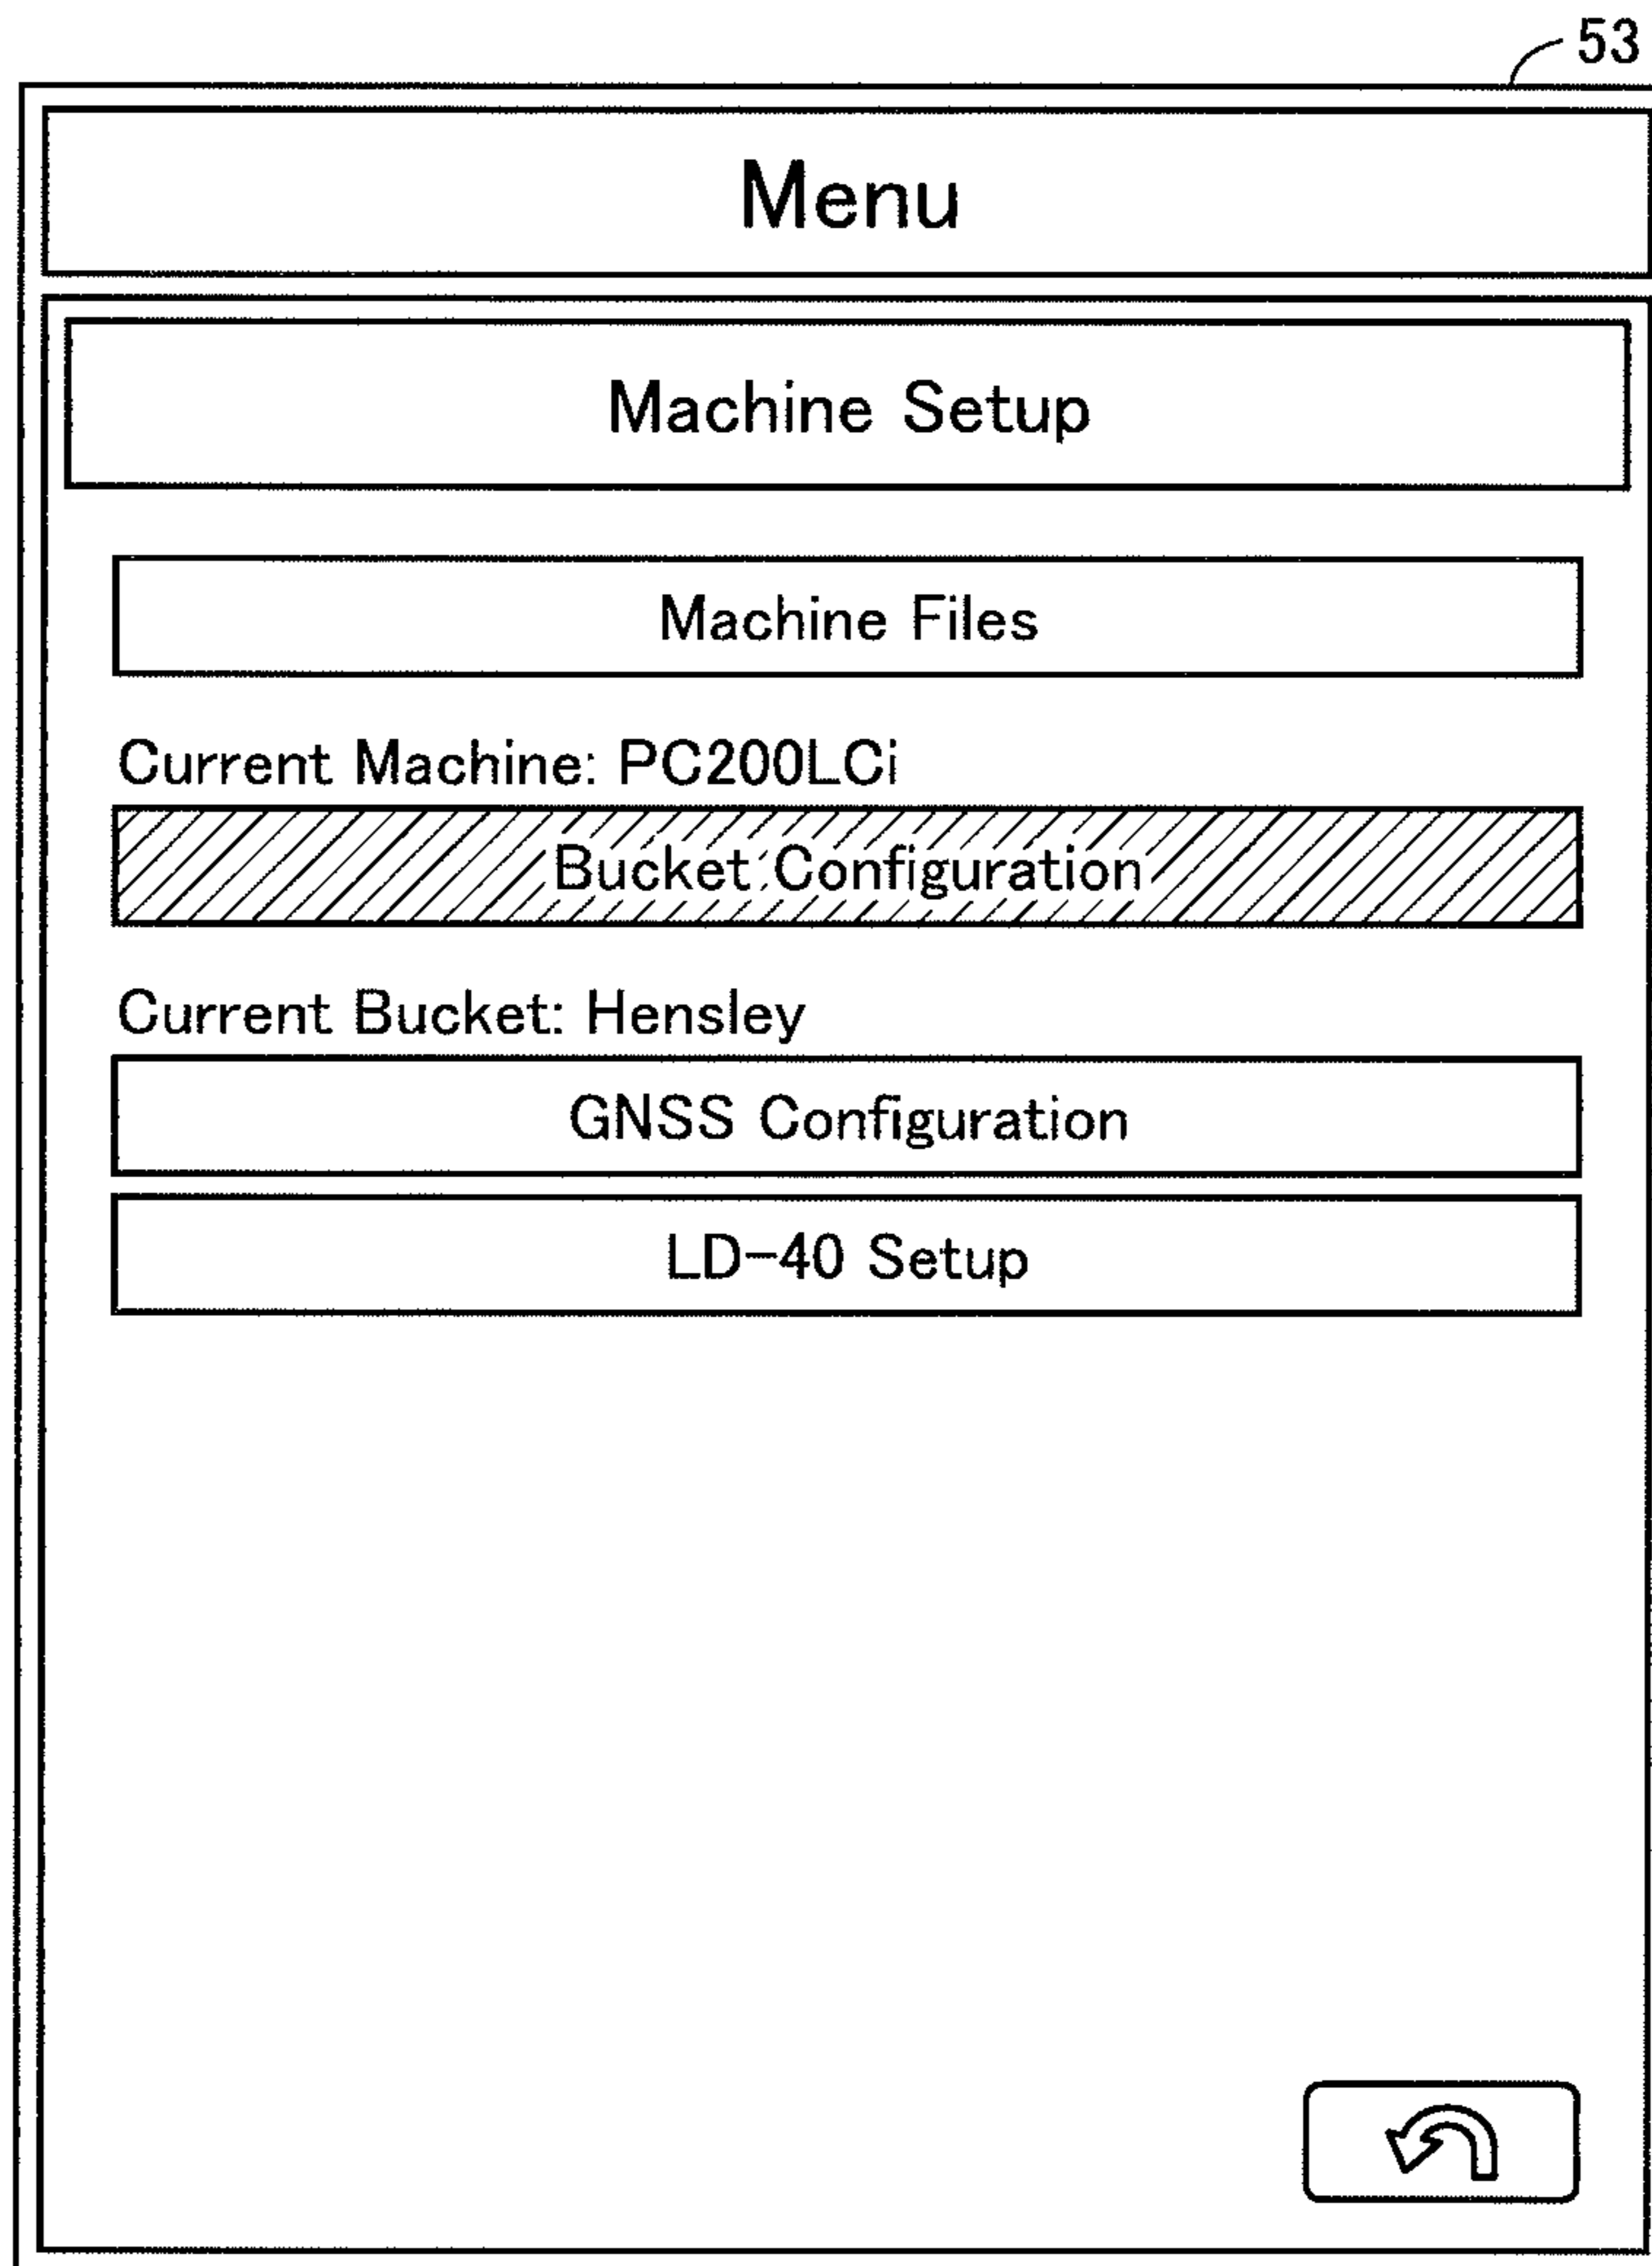 53
Menu
Machine Setup
Machine Files
Current Machine: PC200LCi
Bucket Configuration
Current Bucket: Hensley
GNSS Configuration
LD-40 Setup